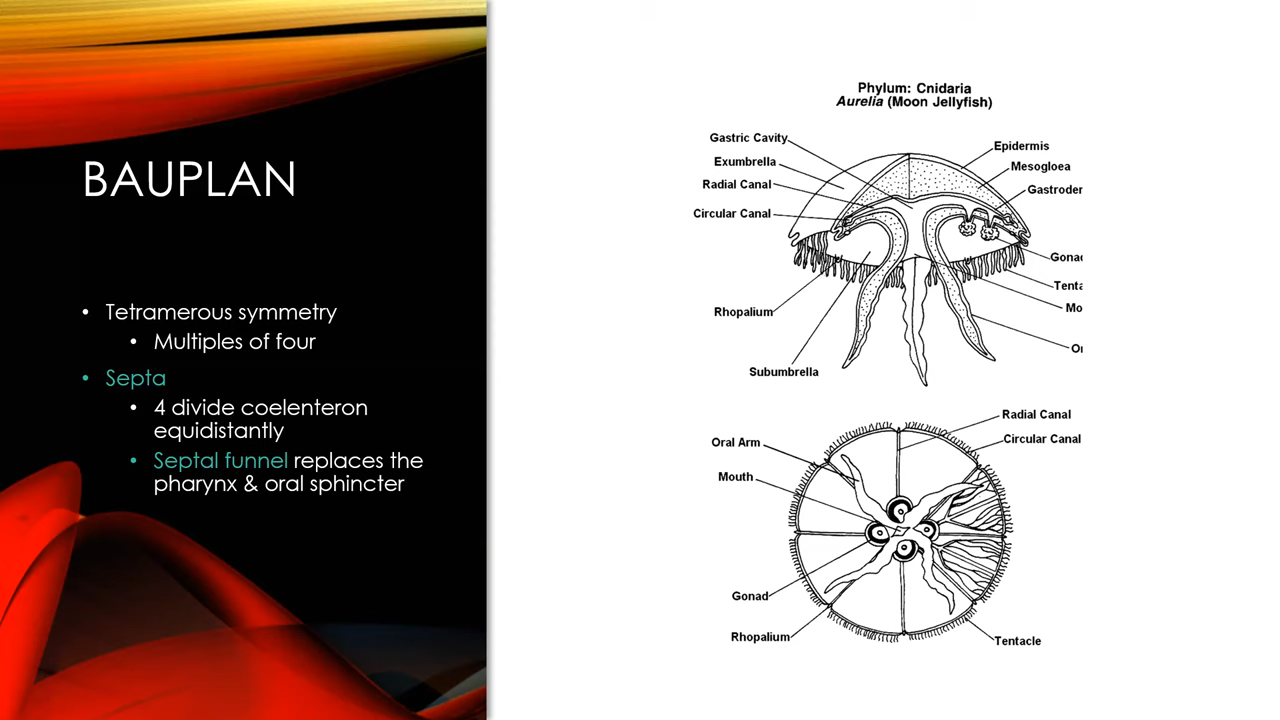 BAUPLAN
• Tetramerous symmetry
• Multiples of four
• Septa
• 4 divide coelenteron
equidistantly
• Septal funnel replaces the
pharynx & oral sphincter
Phylum: Cnidaria
Aurelia (Moon Jellyfish)
Gastric Cavity
Exumbrella
Radial Canal
Circular Canal
Rhopalium
Subumbrella
Epidermis
Mesogloea
Gastroder
Gonad
Tenta
Mo
Or
Oral Arm
Mouth
Gonad
Rhopalium
Radial Canal
Circular Canal
Tentacle